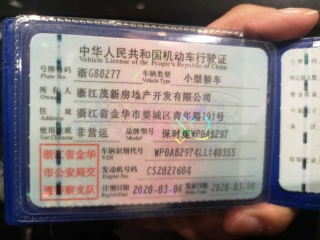 中华人民共和国机动车行驶证
Vehicle License of the People's Republic of China
号牌号码 浙G88277 车辆类型 小型轿车
Plate No. Vehicle Type
所有人 浙江茂新房地产开发有限公司
Owner
住址 浙江省金华市婺城区青年路191号
Address
使用性质 非营运 品牌型号 保时捷WP0AB297
Use Character Model
浙江省金华
市公安局交
通警察支队
车辆识别代号 WP0AB2974LL140355
VIN
发动机号码 CSZ027604
Engine No.
注册日期 2020-03-06 发证日期 2020-03-06